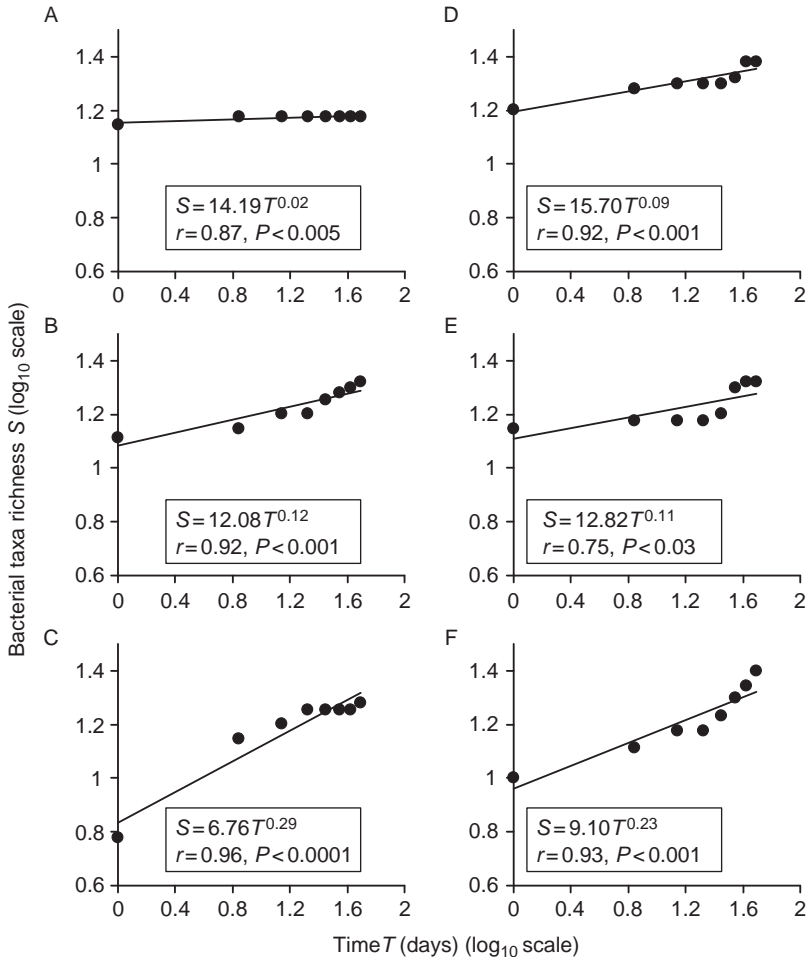 A
1.4
1.2
1
0.8
0.6
S=14.19T^0.02
r=0.87, P<0.005
0 0.4 0.8 1.2 1.6 2
B
1.4
1.2
1
0.8
0.6
S=12.08T^0.12
r=0.92, P<0.001
0 0.4 0.8 1.2 1.6 2
C
1.4
1.2
1
0.8
0.6
S=6.76T^0.29
r=0.96, P<0.0001
0 0.4 0.8 1.2 1.6 2
D
1.4
1.2
1
0.8
0.6
S=15.70T^0.09
r=0.92, P<0.001
0 0.4 0.8 1.2 1.6 2
E
1.4
1.2
1
0.8
0.6
S=12.82T^0.11
r=0.75, P<0.03
0 0.4 0.8 1.2 1.6 2
F
1.4
1.2
1
0.8
0.6
S=9.10T^0.23
r=0.93, P<0.001
0 0.4 0.8 1.2 1.6 2
Bacterial taxa richness S (log10 scale)
Time T (days) (log10 scale)